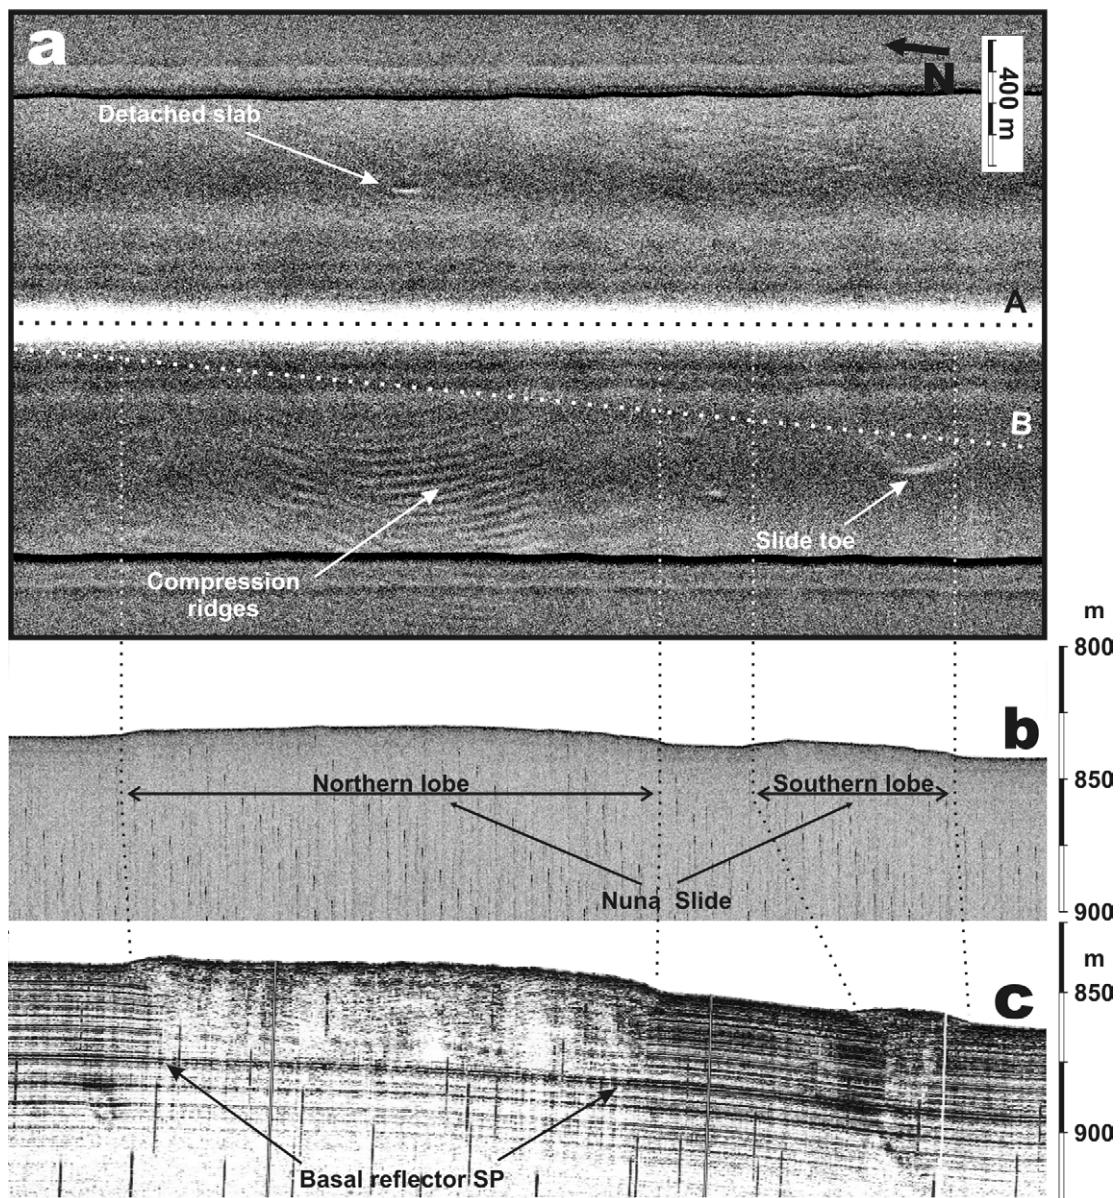 a
N
400 m
Detached slab
A
B
Slide toe
Compression
ridges
m
800
b
Northern lobe
Southern lobe
850
Nuna Slide
900
m
c
850
Basal reflector SP
900